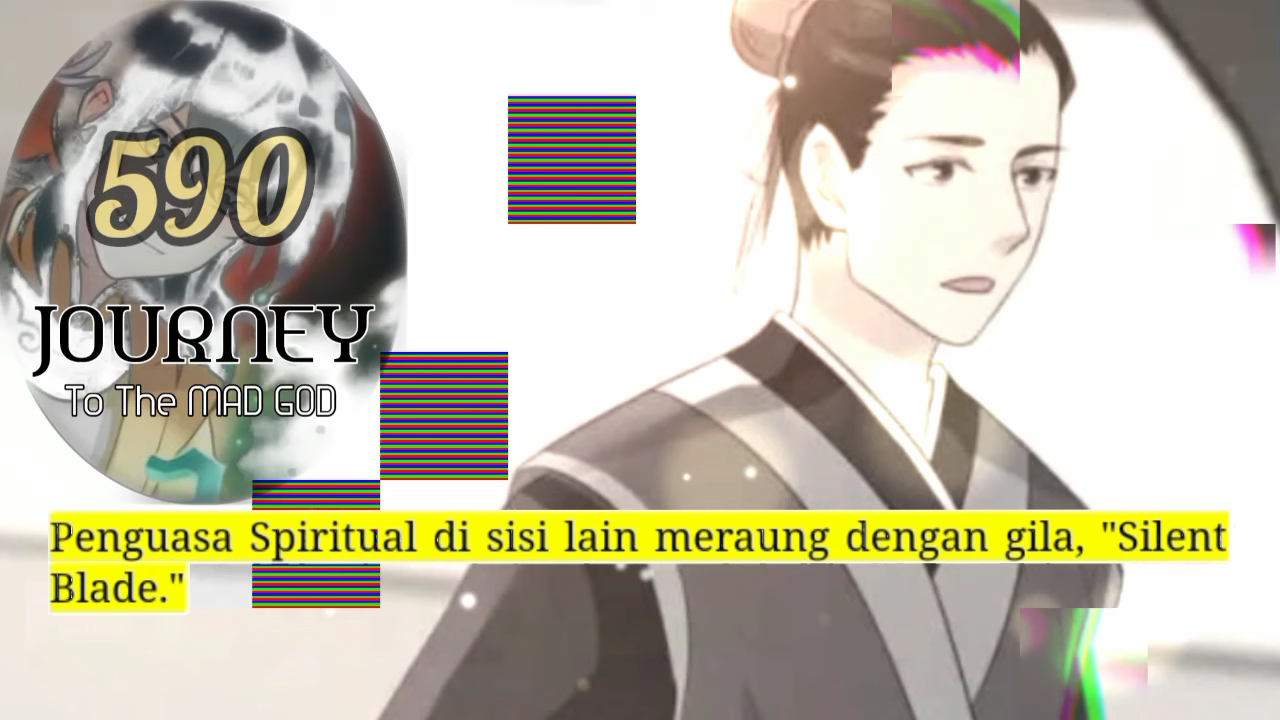 590
JOURNEY
To The MAD GOD
Penguasa Spiritual di sisi lain meraung dengan gila, "Silent
Blade."